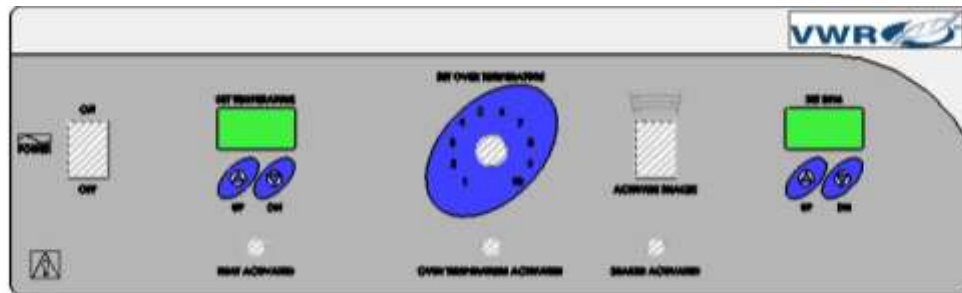 VWR
SET TEMPERATURE
SET OVER TEMPERATURE
SET RPM
ON
POWER
OFF
ACTIVATE SHAKER
UP DN
UP DN
HEAT ACTIVATED
OVER TEMPERATURE ACTIVATED
SHAKER ACTIVATED